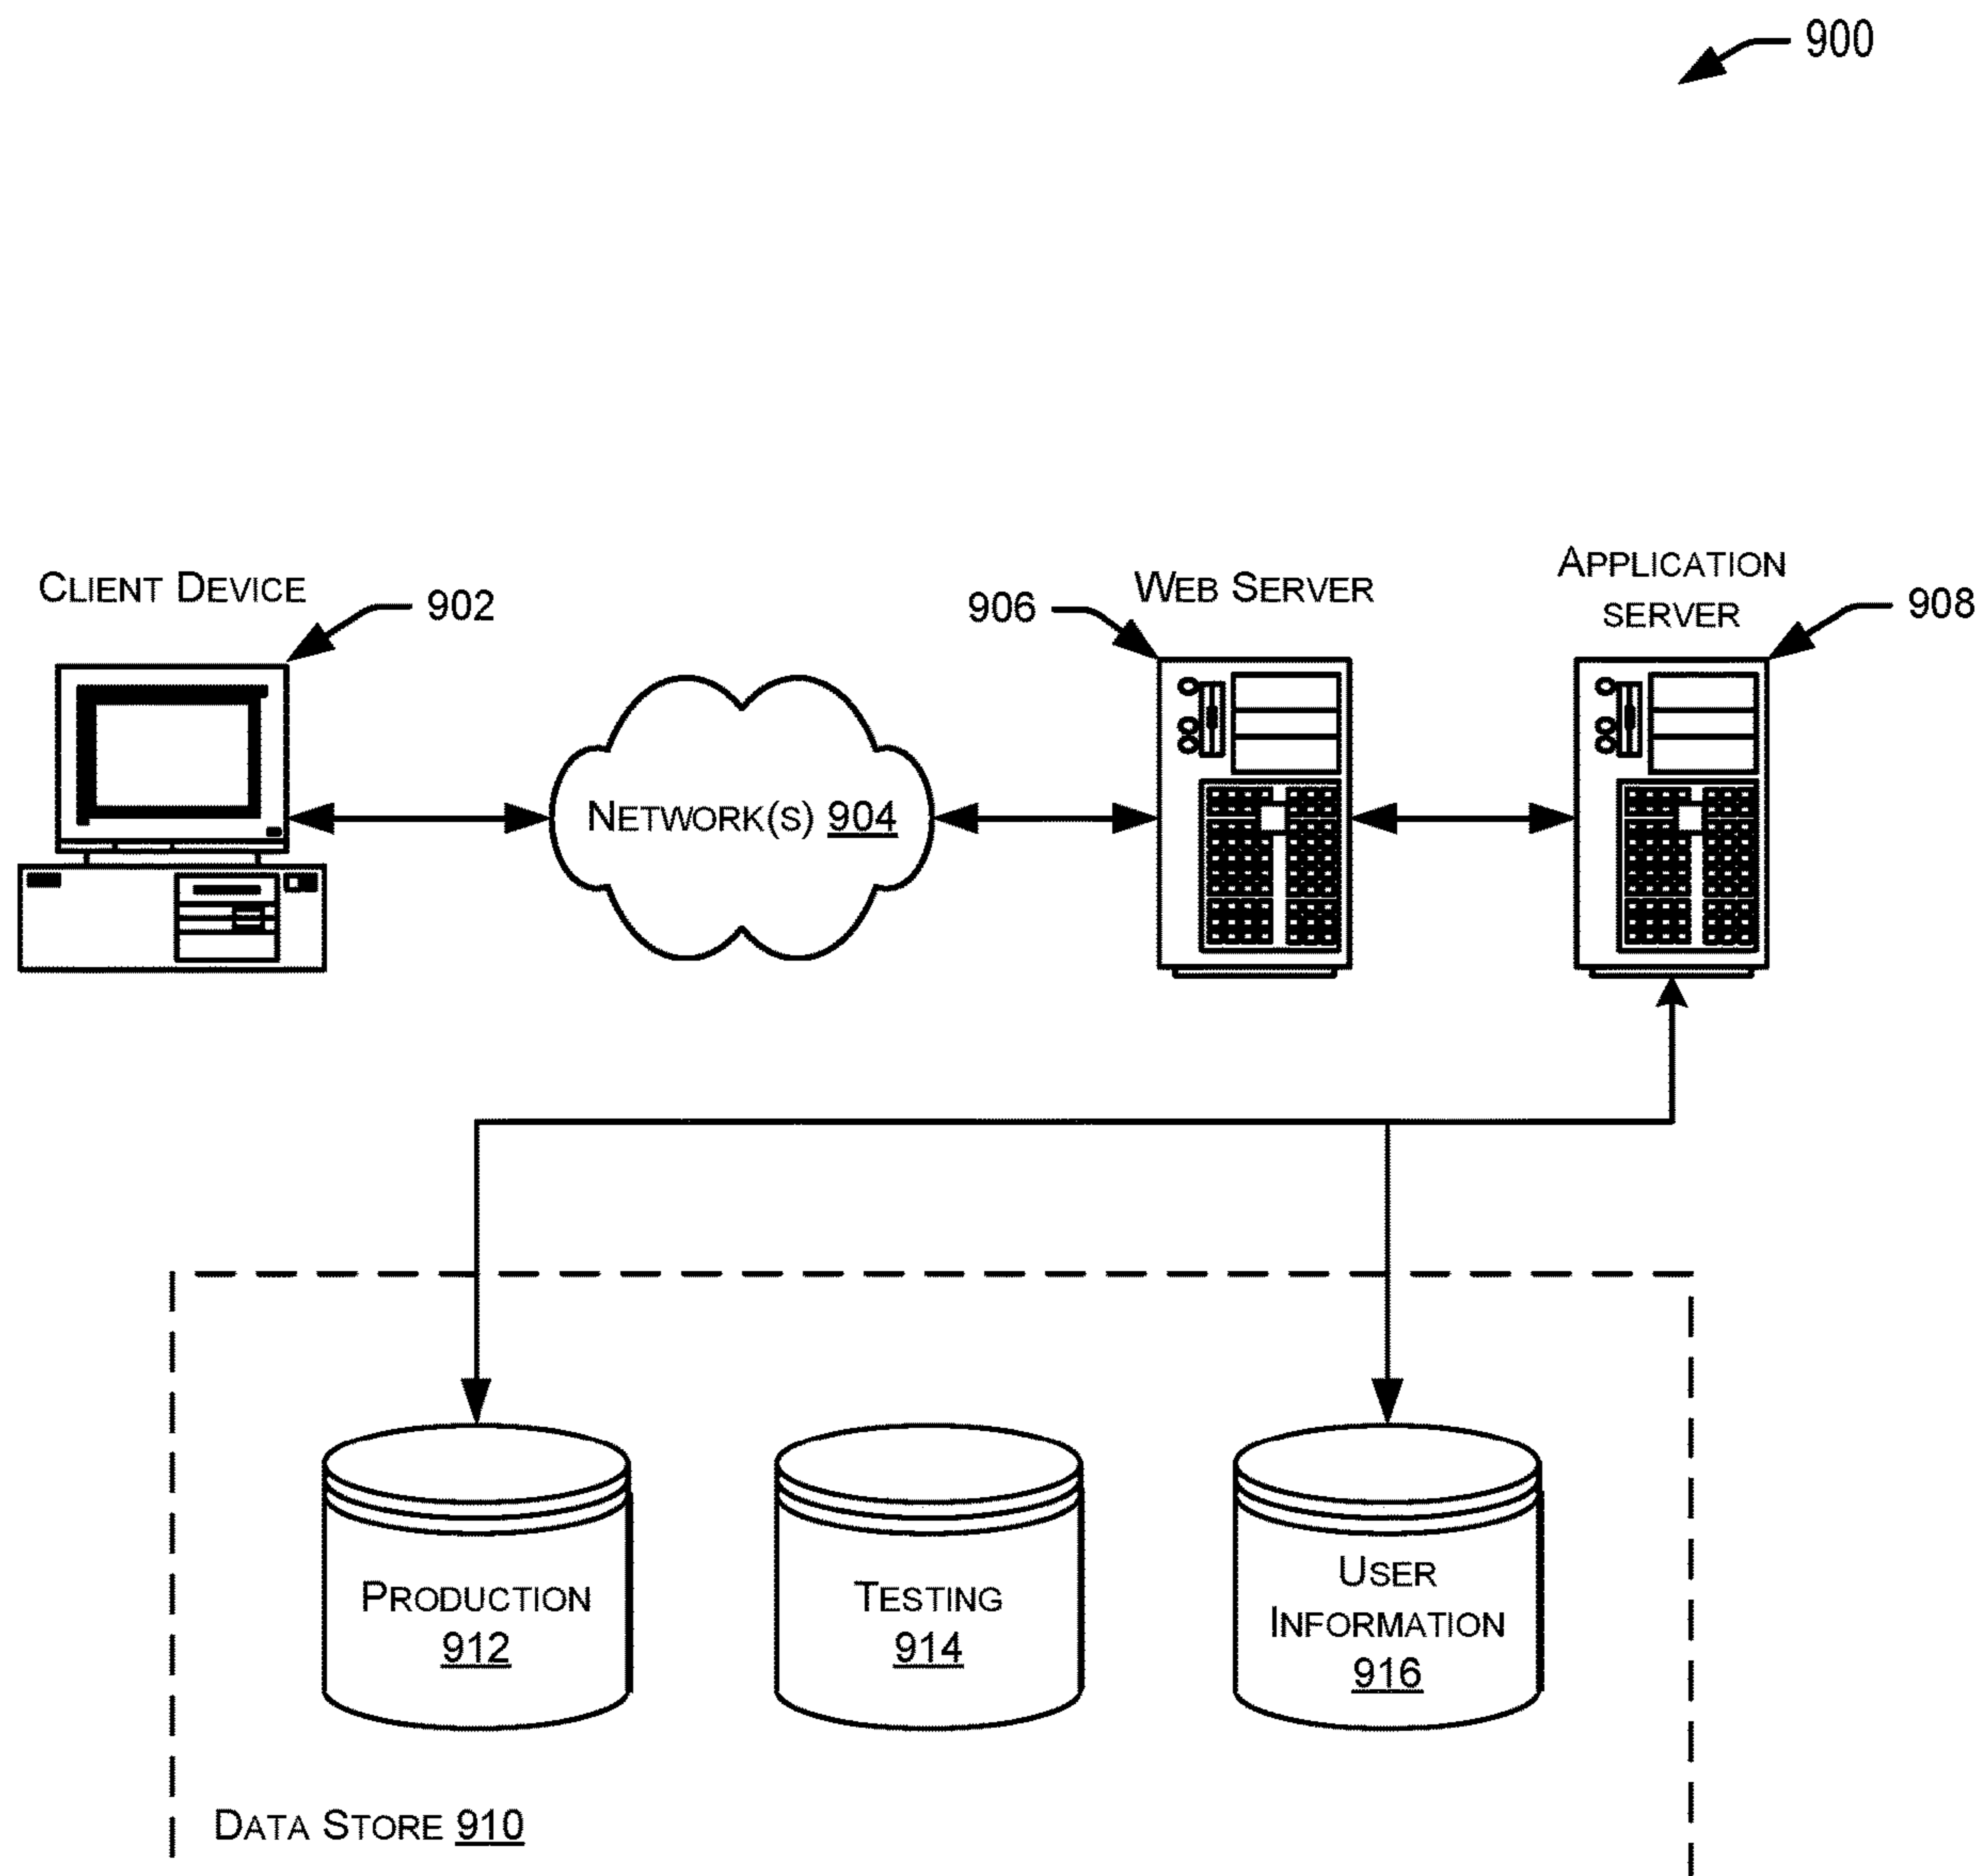 900
CLIENT DEVICE
902
906
WEB SERVER
APPLICATION
SERVER
908
NETWORK(S) 904
PRODUCTION
912
TESTING
914
USER
INFORMATION
916
DATA STORE 910